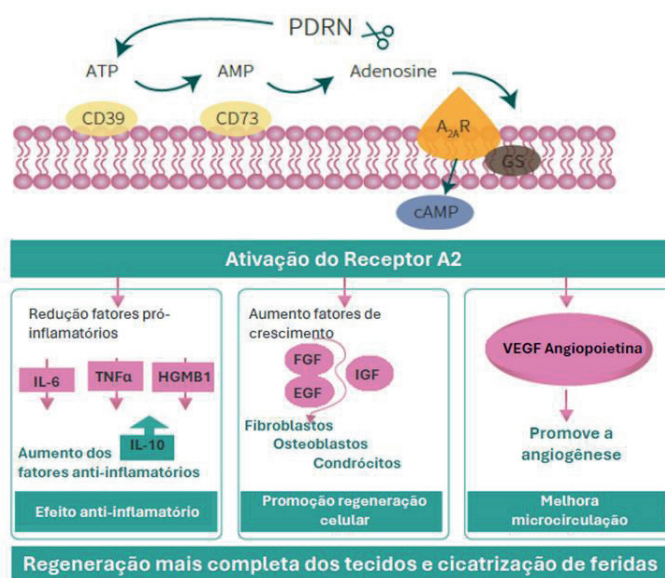 PDRN
ATP
AMP
Adenosine
CD39
CD73
A2AR
GS
cAMP
Ativação do Receptor A2
Redução fatores pró-
inflamatórios
IL-6
TNFα
HGMB1
IL-10
Aumento dos
fatores anti-inflamatórios
Efeito anti-inflamatório
Aumento fatores de
crescimento
FGF
IGF
EGF
Fibroblastos
Osteoblastos
Condrócitos
Promoção regeneração
celular
VEGF Angiopoietina
Promove a
angiogênese
Melhora
microcirculação
Regeneração mais completa dos tecidos e cicatrização de feridas